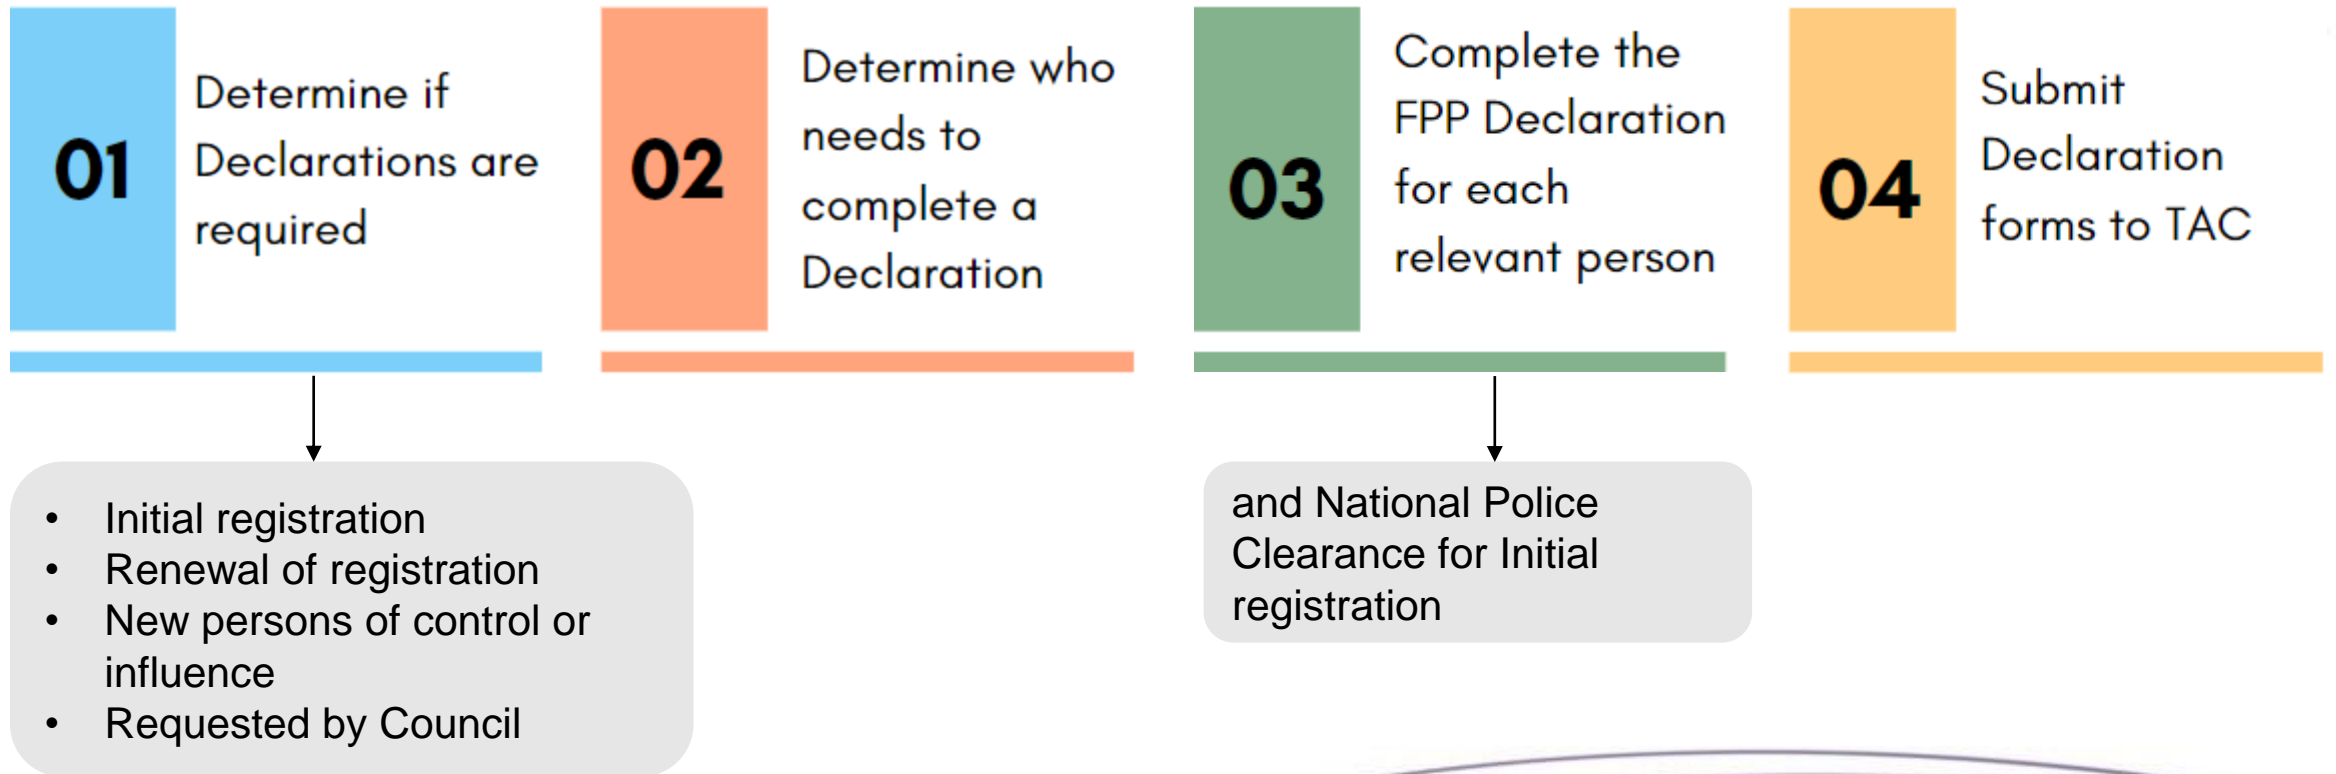 01
Determine if
Declarations are
required
02
Determine who
needs to
complete a
Declaration
03
Complete the
FPP Declaration
for each
relevant person
04
Submit
Declaration
forms to TAC
• Initial registration
• Renewal of registration
• New persons of control or
influence
• Requested by Council
and National Police
Clearance for Initial
registration